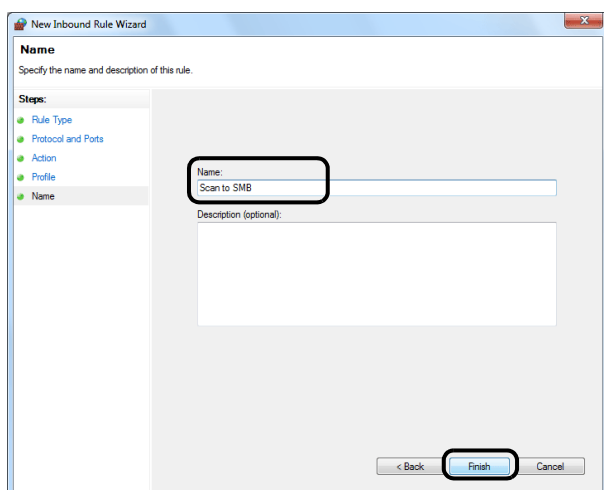 New Inbound Rule Wizard
Name
Specify the name and description of this rule.
Steps:
Rule Type
Protocol and Ports
Action
Profile
Name
Name:
Scan to SMB
Description (optional):
< Back Finish Cancel